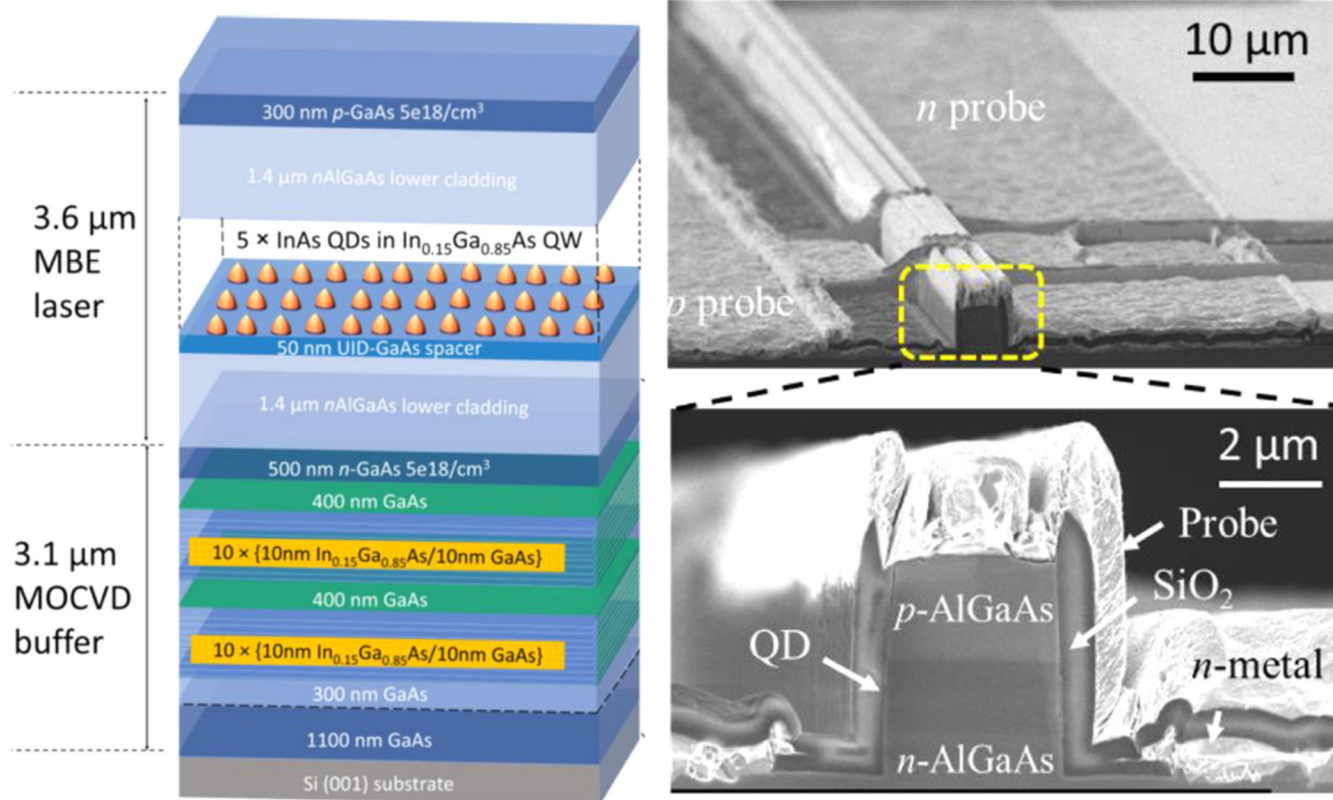 3.6 μm
MBE
laser
3.1 μm
MOCVD
buffer
300 nm p-GaAs 5e18/cm³
1.4 μm nAlGaAs lower cladding
5 × InAs QDs in In₀.₁₅Ga₀.₈₅As QW
50 nm UID-GaAs spacer
1.4 μm nAlGaAs lower cladding
500 nm n-GaAs 5e18/cm³
400 nm GaAs
10 × {10nm In₀.₁₅Ga₀.₈₅As/10nm GaAs}
400 nm GaAs
10 × {10nm In₀.₁₅Ga₀.₈₅As/10nm GaAs}
300 nm GaAs
1100 nm GaAs
Si (001) substrate
10 μm
n probe
p probe
2 μm
Probe
SiO₂
p-AlGaAs
QD
n-metal
n-AlGaAs